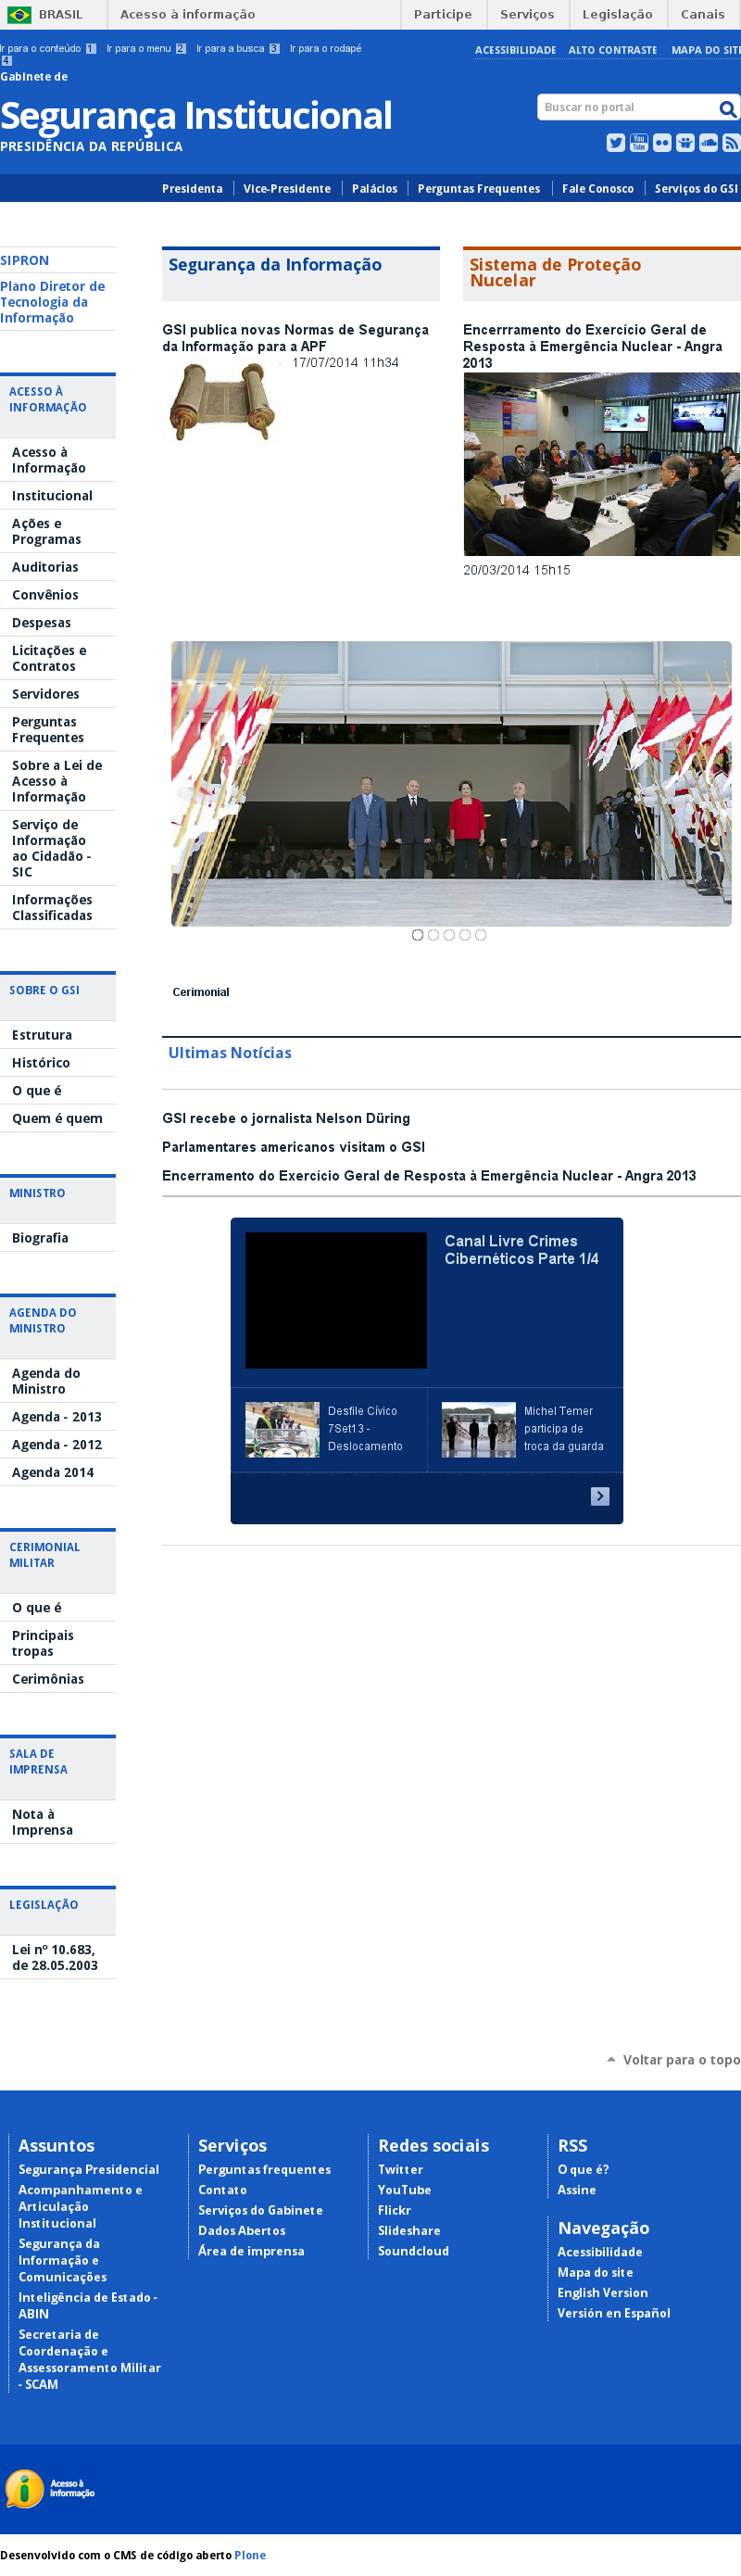 BRASIL
Acesso à informação
Participe
Serviços
Legislação
Canais
Ir para o conteúdo 1
Ir para o menu 2
Ir para a busca 3
Ir para o rodapé
4
ACESSIBILIDADE
ALTO CONTRASTE
MAPA DO SITE
Gabinete de
Segurança Institucional
PRESIDÊNCIA DA REPÚBLICA
Buscar no portal
Presidenta
Vice-Presidente
Palácios
Perguntas Frequentes
Fale Conosco
Serviços do GSI
SIPRON
Plano Diretor de
Tecnologia da
Informação
ACESSO À
INFORMAÇÃO
Acesso à
Informação
Institucional
Ações e
Programas
Auditorias
Convênios
Despesas
Licitações e
Contratos
Servidores
Perguntas
Frequentes
Sobre a Lei de
Acesso à
Informação
Serviço de
Informação
ao Cidadão -
SIC
Informações
Classificadas
SOBRE O GSI
Estrutura
Histórico
O que é
Quem é quem
MINISTRO
Biografia
AGENDA DO
MINISTRO
Agenda do
Ministro
Agenda - 2013
Agenda - 2012
Agenda 2014
CERIMONIAL
MILITAR
O que é
Principais
tropas
Cerimônias
SALA DE
IMPRENSA
Nota à
Imprensa
LEGISLAÇÃO
Lei nº 10.683,
de 28.05.2003
Segurança da Informação
GSI publica novas Normas de Segurança
da Informação para a APF
17/07/2014 11h34
Sistema de Proteção
Nucelar
Encerrramento do Exercício Geral de
Resposta à Emergência Nuclear - Angra
2013
20/03/2014 15h15
Cerimonial
Ultimas Notícias
GSI recebe o jornalista Nelson Düring
Parlamentares americanos visitam o GSI
Encerramento do Exercício Geral de Resposta à Emergência Nuclear - Angra 2013
Canal Livre Crimes
Cibernéticos Parte 1/4
Desfile Cívico
7Set13 -
Deslocamento
Michel Temer
participa de
troca da guarda
Voltar para o topo
Assuntos
Segurança Presidencial
Acompanhamento e
Articulação
Institucional
Segurança da
Informação e
Comunicações
Inteligência de Estado -
ABIN
Secretaria de
Coordenação e
Assessoramento Militar
- SCAM
Serviços
Perguntas frequentes
Contato
Serviços do Gabinete
Dados Abertos
Área de imprensa
Redes sociais
Twitter
YouTube
Flickr
Slideshare
Soundcloud
RSS
O que é?
Assine
Navegação
Acessibilidade
Mapa do site
English Version
Versión en Español
Acesso à
Informação
Desenvolvido com o CMS de código aberto Plone